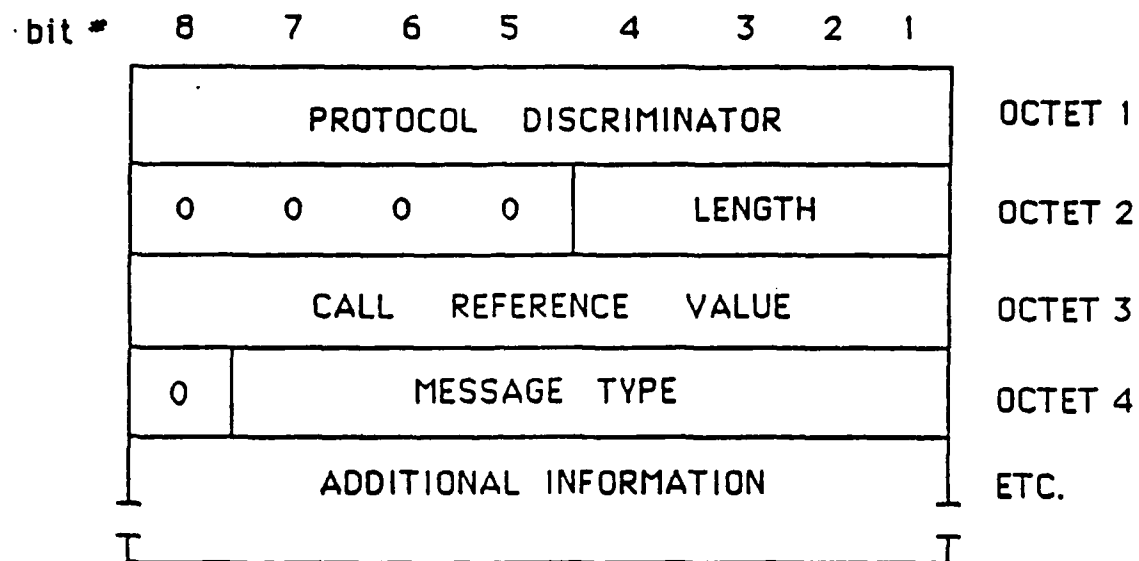 bit # 8 7 6 5 4 3 2 1
PROTOCOL DISCRIMINATOR OCTET 1
0 0 0 0 LENGTH OCTET 2
CALL REFERENCE VALUE OCTET 3
0 MESSAGE TYPE OCTET 4
ADDITIONAL INFORMATION ETC.